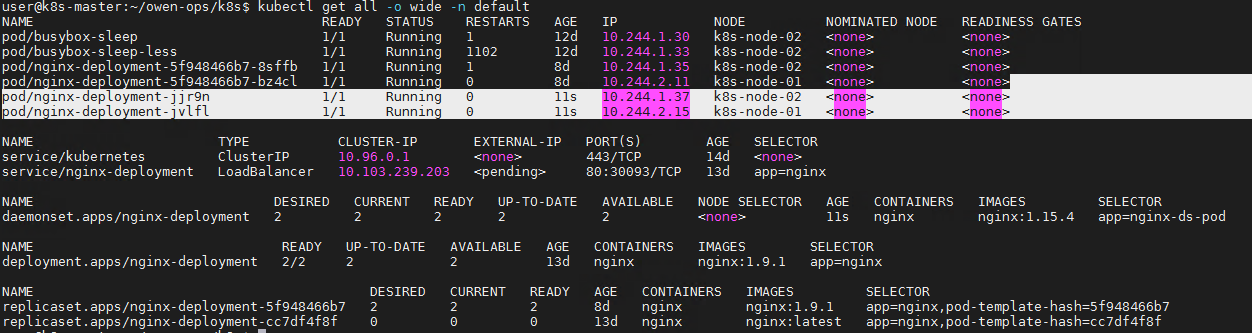 user@k8s-master:~/owen-ops/k8s$ kubectl get all -o wide -n default
NAME READY STATUS RESTARTS AGE IP NODE NOMINATED NODE READINESS GATES
pod/busybox-sleep 1/1 Running 1 12d 10.244.1.30 k8s-node-02 <none> <none>
pod/busybox-sleep-less 1/1 Running 1102 12d 10.244.1.33 k8s-node-02 <none> <none>
pod/nginx-deployment-5f948466b7-8sffb 1/1 Running 1 8d 10.244.1.35 k8s-node-02 <none> <none>
pod/nginx-deployment-5f948466b7-bz4cl 1/1 Running 0 8d 10.244.2.11 k8s-node-01 <none> <none>
pod/nginx-deployment-jjr9n 1/1 Running 0 11s 10.244.1.37 k8s-node-02 <none> <none>
pod/nginx-deployment-jvlfl 1/1 Running 0 11s 10.244.2.15 k8s-node-01 <none> <none>
NAME TYPE CLUSTER-IP EXTERNAL-IP PORT(S) AGE SELECTOR
service/kubernetes ClusterIP 10.96.0.1 <none> 443/TCP 14d <none>
service/nginx-deployment LoadBalancer 10.103.239.203 <pending> 80:30093/TCP 13d app=nginx
NAME DESIRED CURRENT READY UP-TO-DATE AVAILABLE NODE SELECTOR AGE CONTAINERS IMAGES SELECTOR
daemonset.apps/nginx-deployment 2 2 2 2 2 <none> 11s nginx nginx:1.15.4 app=nginx-ds-pod
NAME READY UP-TO-DATE AVAILABLE AGE CONTAINERS IMAGES SELECTOR
deployment.apps/nginx-deployment 2/2 2 2 13d nginx nginx:1.9.1 app=nginx
NAME DESIRED CURRENT READY AGE CONTAINERS IMAGES SELECTOR
replicaset.apps/nginx-deployment-5f948466b7 2 2 2 8d nginx nginx:1.9.1 app=nginx,pod-template-hash=5f948466b7
replicaset.apps/nginx-deployment-cc7df4f8f 0 0 0 13d nginx nginx:latest app=nginx,pod-template-hash=cc7df4f8f